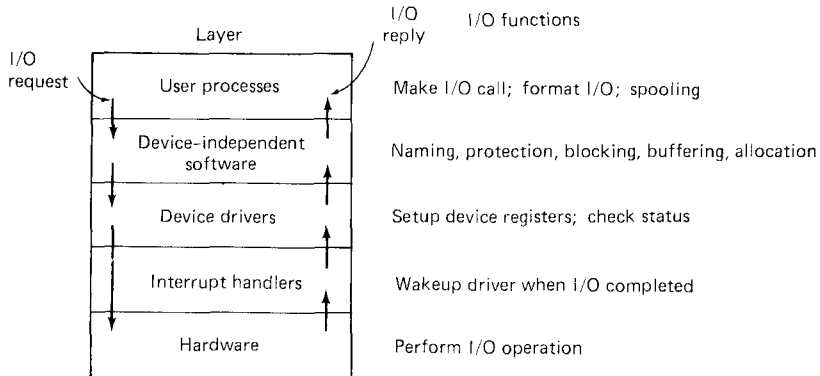 Layer
I/O request
I/O reply
I/O functions
User processes
Make I/O call; format I/O; spooling
Device-independent software
Naming, protection, blocking, buffering, allocation
Device drivers
Setup device registers; check status
Interrupt handlers
Wakeup driver when I/O completed
Hardware
Perform I/O operation